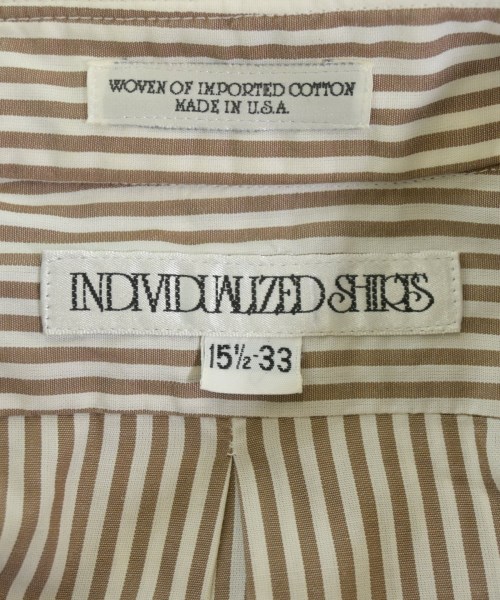 WOVEN OF IMPORTED COTTON
MADE IN U.S.A.
INDIVIDUALIZED SHIRTS
15½-33